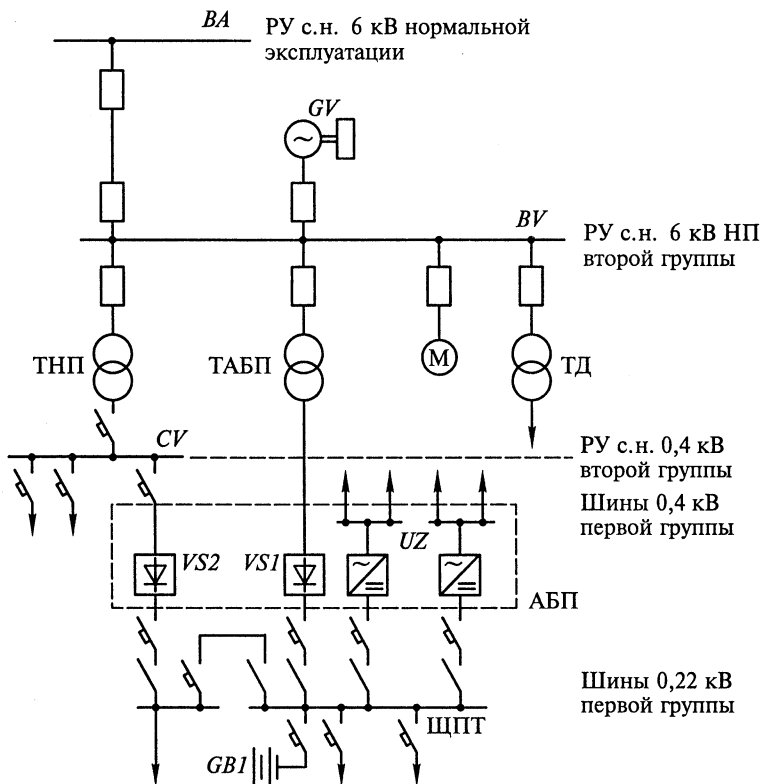 BA
РУ с.н. 6 кВ нормальной
эксплуатации
GV
BV
РУ с.н. 6 кВ НП
второй группы
ТНП
ТАБП
М
ТД
CV
РУ с.н. 0,4 кВ
второй группы
Шины 0,4 кВ
первой группы
UZ
VS2
VS1
АБП
Шины 0,22 кВ
первой группы
ЩПТ
GB1